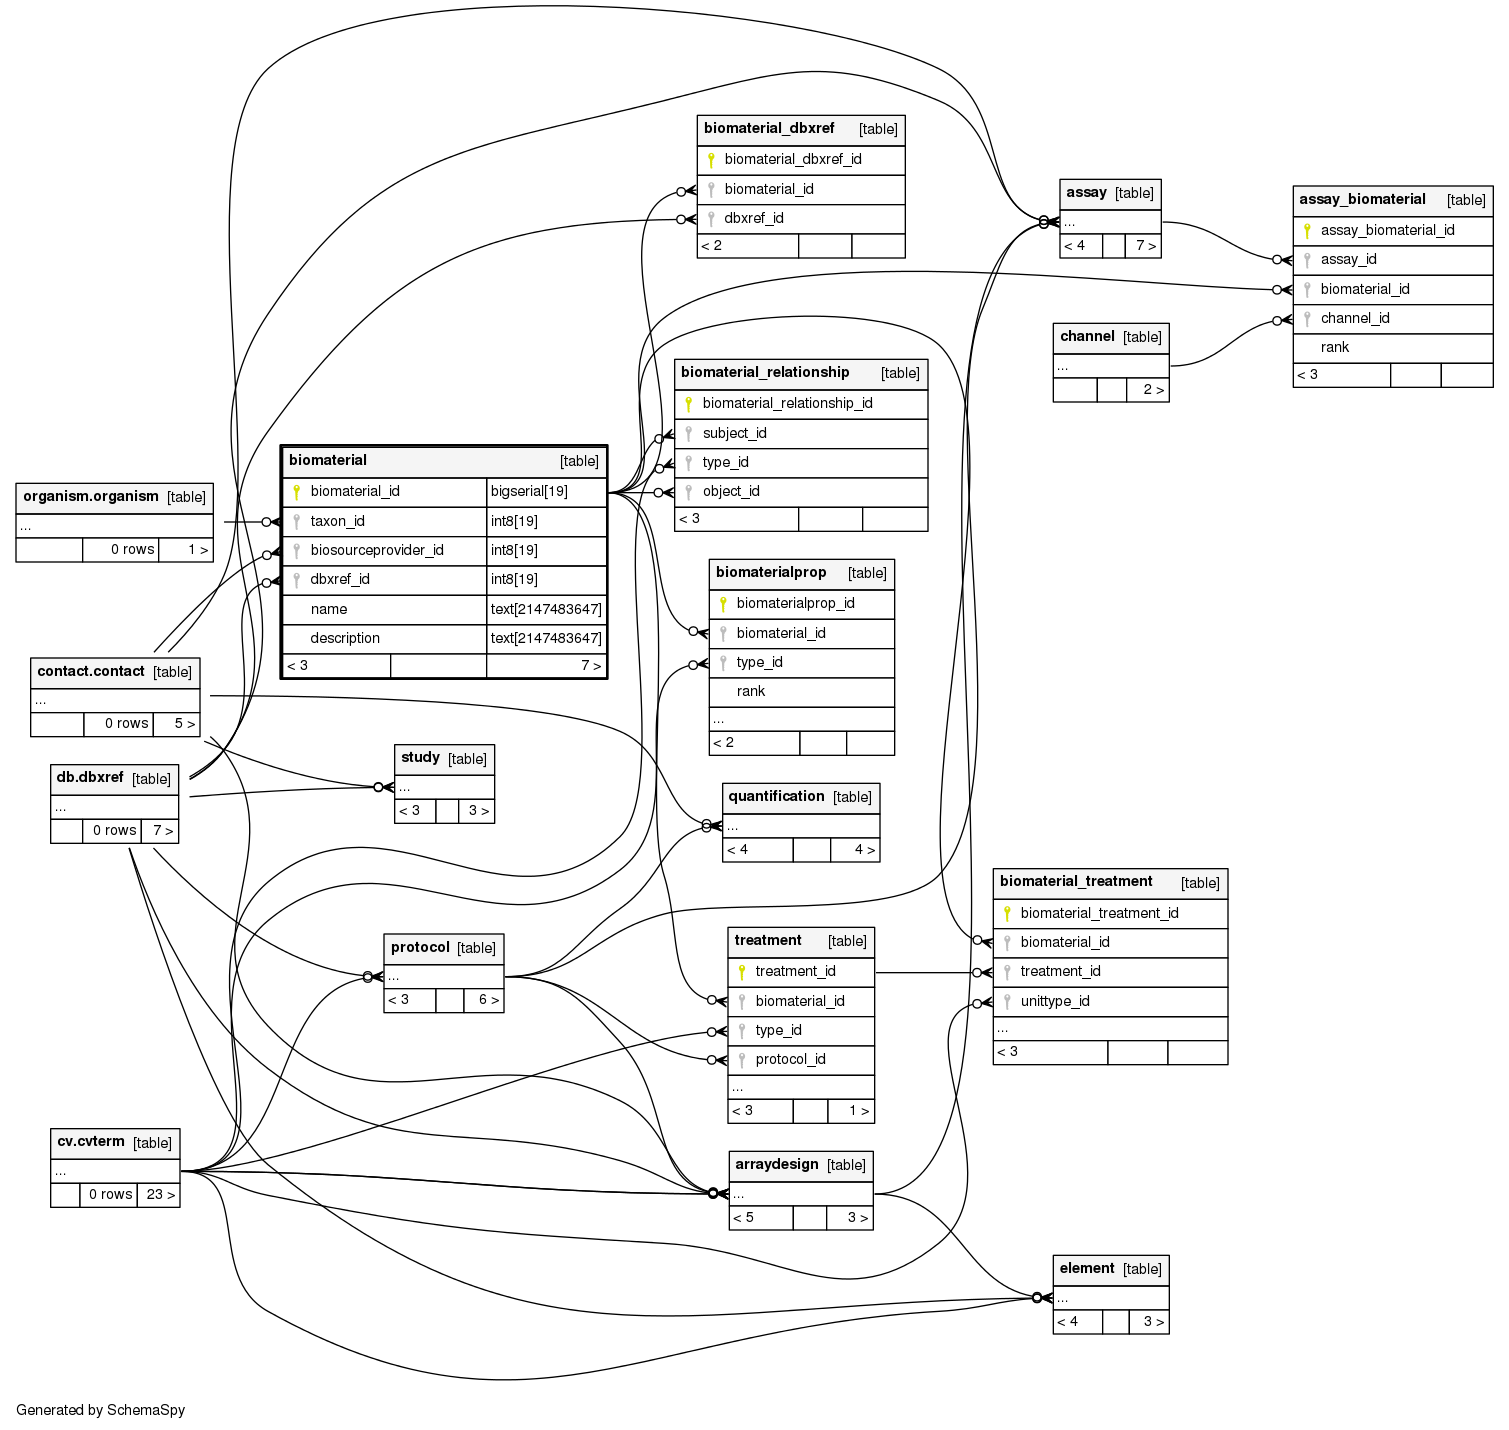 biomaterial_dbxref [table]
biomaterial_dbxref_id
biomaterial_id
dbxref_id
< 2
assay [table]
...
< 4 7 >
assay_biomaterial [table]
assay_biomaterial_id
assay_id
biomaterial_id
channel_id
rank
< 3
channel [table]
...
2 >
biomaterial_relationship [table]
biomaterial_relationship_id
subject_id
type_id
object_id
< 3
biomaterial [table]
biomaterial_id bigserial[19]
taxon_id int8[19]
biosourceprovider_id int8[19]
dbxref_id int8[19]
name text[2147483647]
description text[2147483647]
< 3 7 >
organism.organism [table]
...
0 rows 1 >
biomaterialprop [table]
biomaterialprop_id
biomaterial_id
type_id
rank
...
< 2
contact.contact [table]
...
0 rows 5 >
study [table]
...
< 3 3 >
db.dbxref [table]
...
0 rows 7 >
quantification [table]
...
< 4 4 >
biomaterial_treatment [table]
biomaterial_treatment_id
biomaterial_id
treatment_id
unittype_id
...
< 3
protocol [table]
...
< 3 6 >
treatment [table]
treatment_id
biomaterial_id
type_id
protocol_id
...
< 3 1 >
cv.cvterm [table]
...
0 rows 23 >
arraydesign [table]
...
< 5 3 >
element [table]
...
< 4 3 >
Generated by SchemaSpy